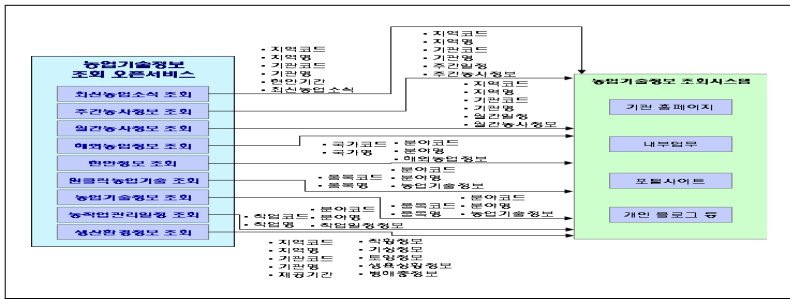 농업기술정보
조회 오픈서비스
최신농업소식 조회
주간농사정보 조회
일간농사정보 조회
해외농업정보 조회
현안정보 조회
원클릭농업기술 조회
농업기술정보 조회
농작업관리일정 조회
생산환경정보 조회
• 지역코드
• 지역명
• 기관코드
• 기관명
• 현안기간
• 최신농업소식
• 지역코드
• 지역명
• 기관코드
• 기관명
• 주간일정
• 주간농사정보
• 지역코드
• 지역명
• 기관코드
• 기관명
• 일간일정
• 일간농사정보
• 국가코드 • 분야코드
• 국가명 • 분야명
• 해외농업정보
• 분야코드
• 품목코드 • 분야명
• 품목명 • 농업기술정보
• 분야코드
• 품목코드 • 분야명
• 품목명 • 농업기술정보
• 분야코드
• 작업코드 • 분야명
• 작업명 • 작업일정정보
• 지역코드 • 작황정보
• 지역명 • 기상정보
• 기관코드 • 토양정보
• 기관명 • 생육상황정보
• 제공기간 • 병해충정보
농업기술정보 조회시스템
기관 홈페이지
내부업무
포털사이트
개인 블로그 등